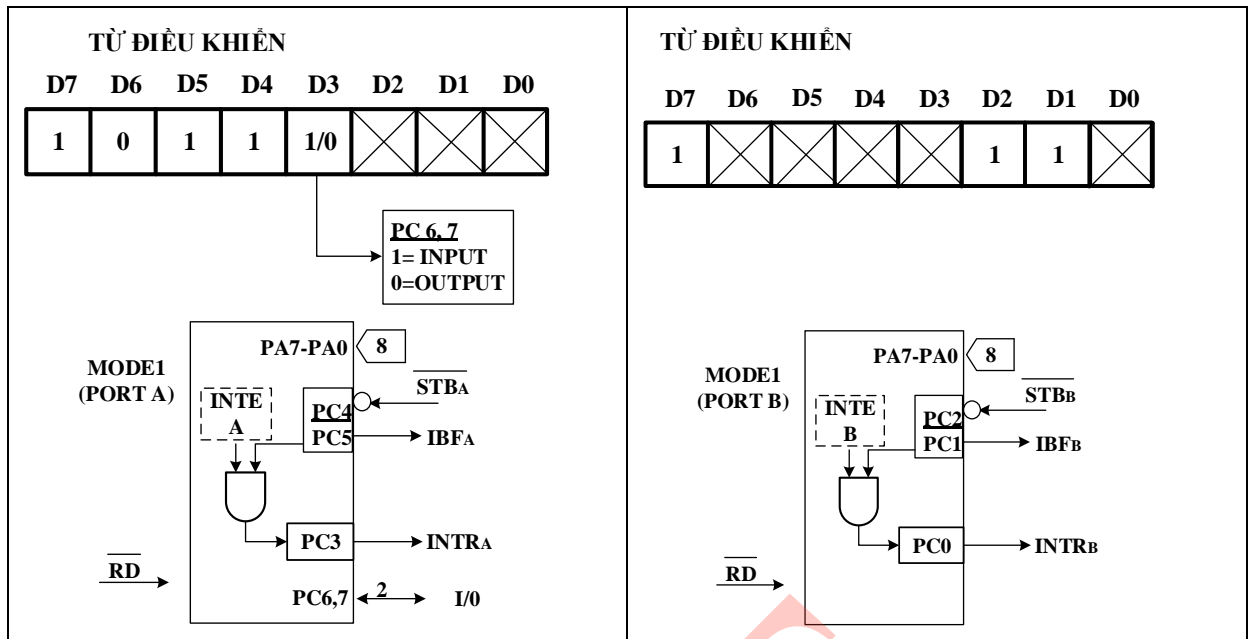 TỪ ĐIỀU KHIỂN
D7 D6 D5 D4 D3 D2 D1 D0
1 0 1 1 1/0
PC 6, 7
1= INPUT
0=OUTPUT
MODE1
(PORT A)
PA7-PA0
8
INTE
A
PC4
PC5
STBA
IBFA
PC3
INTRA
RD
PC6,7
2
I/0
TỪ ĐIỀU KHIỂN
D7 D6 D5 D4 D3 D2 D1 D0
1 1 1
MODE1
(PORT B)
PA7-PA0
8
INTE
B
PC2
PC1
STBB
IBFB
PC0
INTRB
RD